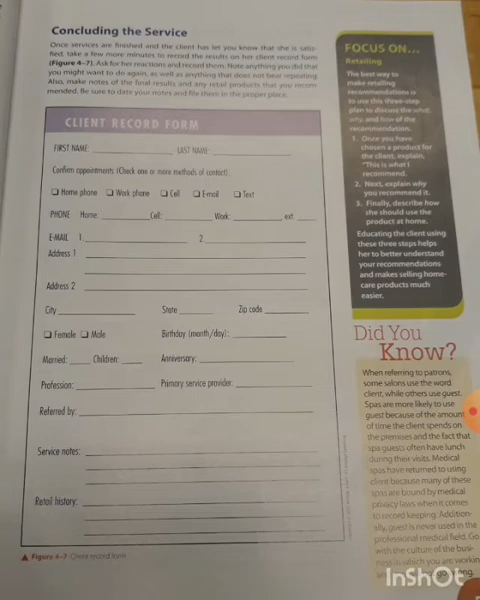 Concluding the Service
Once services are finished and the client has let you know that she is satis-
fied, take a few more minutes to record the results on her client record form
(Figure 4-7). Ask for her reactions and record them. Note anything you did that
you might want to do again, as well as anything that does not bear repeating.
Also, make notes of the final results and any retail products that you recom-
mended. Be sure to date your notes and file them in the proper place.
CLIENT RECORD FORM
FIRST NAME: LAST NAME:
Confirm appointments: (Check one or more methods of contact)
Home phone Work phone Cell E-mail Text
PHONE Home: Cell: Work: ext.
E-MAIL 1. 2.
Address 1
Address 2
City State Zip code
Female Male Birthday (month/day):
Married: Children: Anniversary:
Profession: Primary service provider:
Referred by:
Service notes:
Retail history:
▲ Figure 4-7 Client record form
FOCUS ON...
Retailing
The best way to
make retailing
recommendations is
to use this three-step
plan to discuss the what,
why, and how of the
recommendation.
1. Once you have
chosen a product for
the client, explain,
"This is what I
recommend.
2. Next, explain why
you recommend it.
3. Finally, describe how
she should use the
product at home.
Educating the client using
these three steps helps
her to better understand
your recommendations
and makes selling home-
care products much
easier.
Did You
Know?
When referring to patrons,
some salons use the word
client, while others use guest.
Spas are more likely to use
guest because of the amount
of time the client spends on
the premises and the fact that
spa guests often have lunch
during their visits. Medical
spas have returned to using
client because many of these
spas are bound by medical
privacy laws when it comes
to record keeping. Addition-
ally, guest is never used in the
professional medical field. Go
with the culture of the busi-
ness in which you are working
InShOt